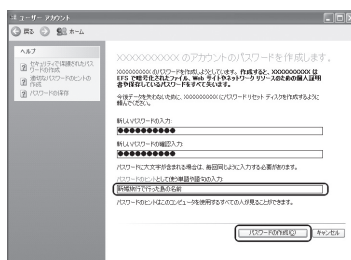 ユーザー アカウント
戻る ホーム
ヘルプ
セキュリティで保護されたパスワードの作成
適切なパスワードのヒントの作成
パスワードの保存
XXXXXXXXXX のアカウントのパスワードを作成します。
XXXXXXXXXX のパスワードを作成しようとしています。作成すると、XXXXXXXXXX は
EFS で暗号化されたファイル、Web サイトやネットワーク リソースのための個人証明
書や保存しているパスワードをすべて失います。
今後データを失わないために、XXXXXXXXXX にパスワード リセット ディスクを作成するように
頼んでください。
新しいパスワードの入力:
●●●●●●●●●●
新しいパスワードの確認入力:
●●●●●●●●●●
パスワードに大文字が含まれる場合は、毎回同じように入力する必要があります。
パスワードのヒントとして使う単語や語句の入力:
新婚旅行で行った島の名前
パスワードのヒントはこのコンピュータを使用するすべての人が見ることができます。
パスワードの作成(C) キャンセル